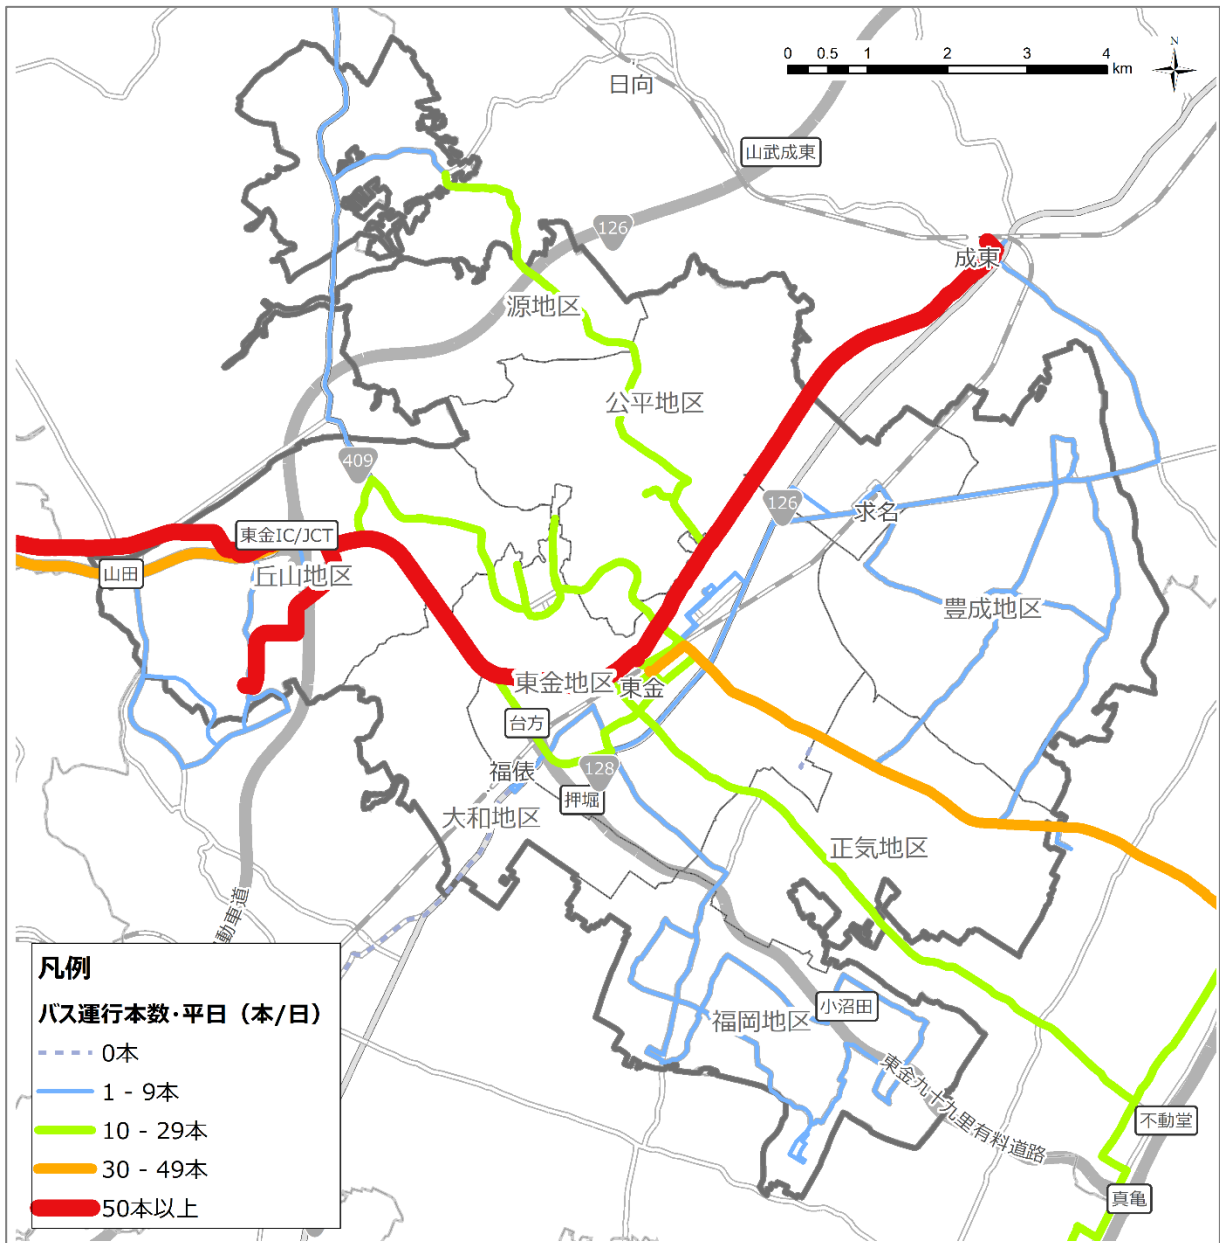 0 0.5 1 2 3 4
km
N
日向
山武成東
126
成東
源地区
公平地区
409
126
求名
東金IC/JCT
山田
丘山地区
豊成地区
東金地区
東金
台方
福俵
128
押堀
大和地区
正気地区
動車道
小沼田
福岡地区
東金九十九里有料道路
不動堂
真亀
凡例
バス運行本数・平日（本/日）
0本
1 - 9本
10 - 29本
30 - 49本
50本以上